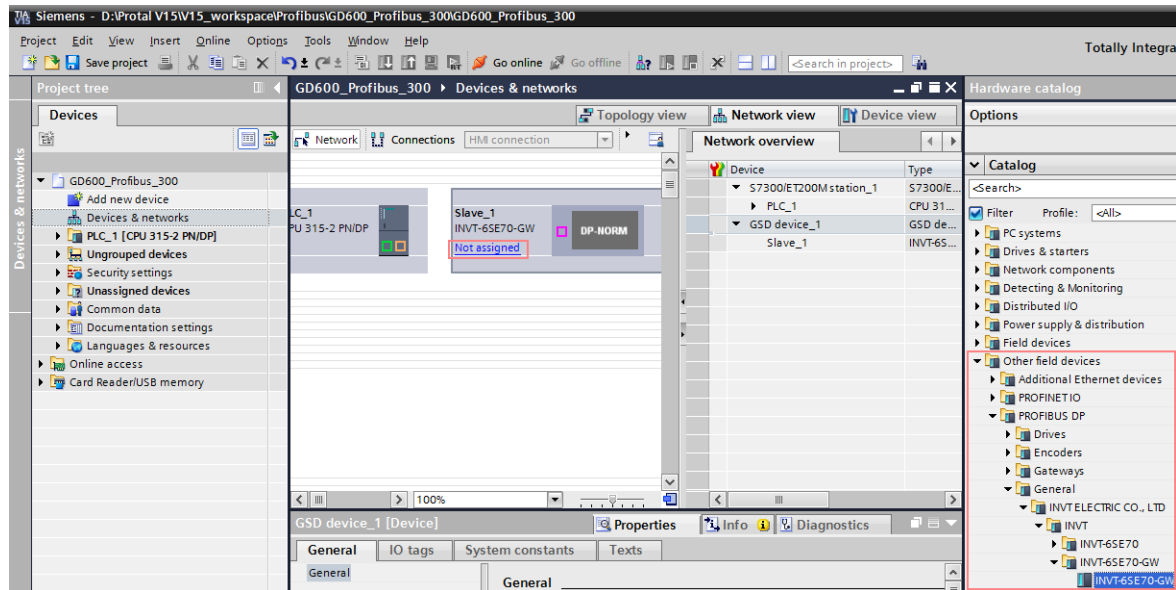 Siemens - D:\Protal V15\V15_workspace\Profibus\GD600_Profibus_300\GD600_Profibus_300
Project Edit View Insert Online Options Tools Window Help
Totally Integra
Save project Go online Go offline <Search in project>
Project tree
GD600_Profibus_300 Devices & networks
Hardware catalog
Devices
Topology view Network view Device view
Options
Network Connections HMI connection
Network overview
Devices & networks
GD600_Profibus_300
Add new device
Devices & networks
PLC_1 [CPU 315-2 PN/DP]
Ungrouped devices
Security settings
Unassigned devices
Common data
Documentation settings
Languages & resources
Online access
Card Reader/USB memory
LC_1
PU 315-2 PN/DP
Slave_1
INVT-6SE70-GW
Not assigned
DP-NORM
100%
Device Type
S7300/ET200M station_1 S7300/E...
PLC_1 CPU 31...
GSD device_1 GSD de...
Slave_1 INVT-6S...
Catalog
<Search>
Filter Profile: <All>
PC systems
Drives & starters
Network components
Detecting & Monitoring
Distributed I/O
Power supply & distribution
Field devices
Other field devices
Additional Ethernet devices
PROFINET IO
PROFIBUS DP
Drives
Encoders
Gateways
General
INVT ELECTRIC CO., LTD
INVT
INVT-6SE70
INVT-6SE70-GW
INVT-6SE70-GW
GSD device_1 [Device]
Properties Info Diagnostics
General IO tags System constants Texts
General
General